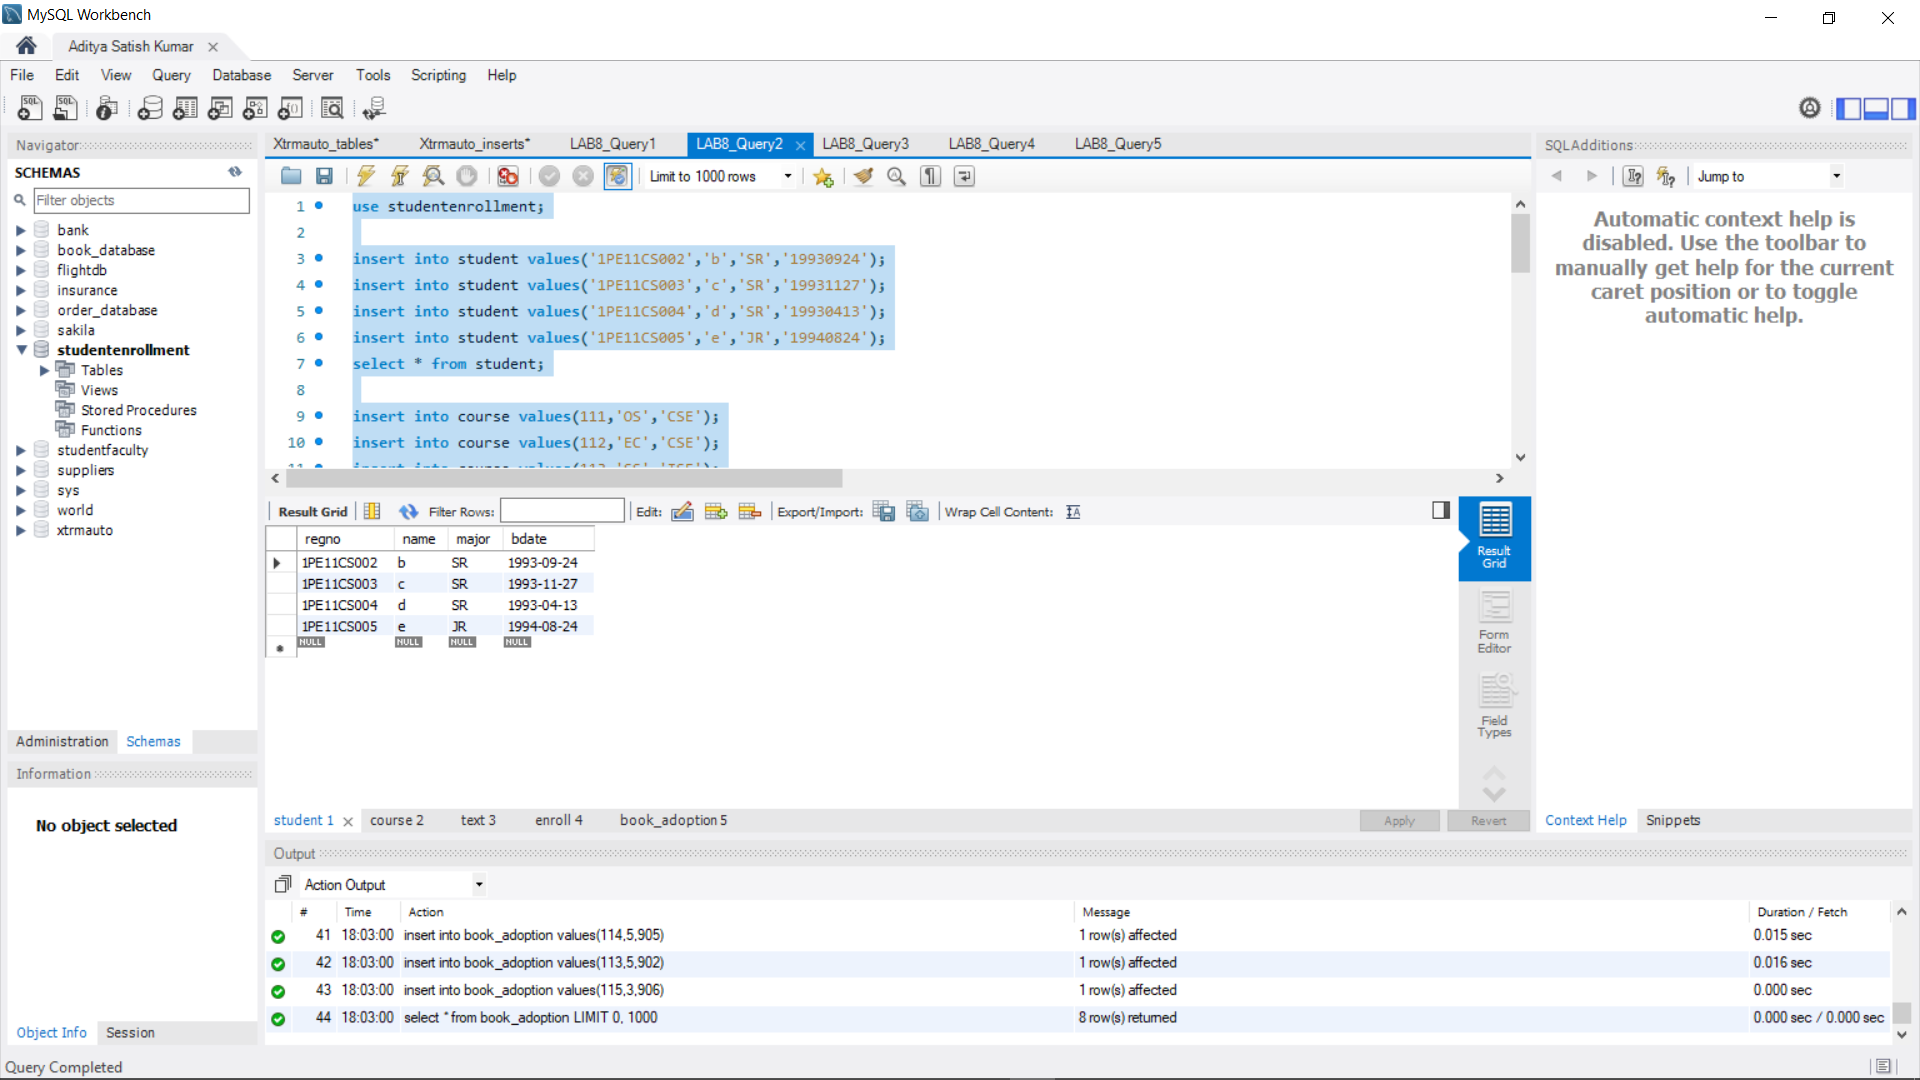 MySQL Workbench
Aditya Satish Kumar
File Edit View Query Database Server Tools Scripting Help
Navigator
SCHEMAS
Filter objects
bank
book_database
flightdb
insurance
order_database
sakila
studentenrollment
Tables
Views
Stored Procedures
Functions
studentfaculty
suppliers
sys
world
xtrmauto
Administration Schemas
Information
No object selected
Object Info Session
Query Completed
Xtrmauto_tables* Xtrmauto_inserts* LAB8_Query1 LAB8_Query2 LAB8_Query3 LAB8_Query4 LAB8_Query5
Limit to 1000 rows
1 use studentenrollment;
2
3 insert into student values('1PE11CS002','b','SR','19930924');
4 insert into student values('1PE11CS003','c','SR','19931127');
5 insert into student values('1PE11CS004','d','SR','19930413');
6 insert into student values('1PE11CS005','e','JR','19940824');
7 select * from student;
8
9 insert into course values(111,'OS','CSE');
10 insert into course values(112,'EC','CSE');
Result Grid Filter Rows: Edit: Export/Import: Wrap Cell Content:
regno name major bdate
1PE11CS002 b SR 1993-09-24
1PE11CS003 c SR 1993-11-27
1PE11CS004 d SR 1993-04-13
1PE11CS005 e JR 1994-08-24
NULL NULL NULL NULL
Result Grid
Form Editor
Field Types
student 1 course 2 text 3 enroll 4 book_adoption 5 Apply Revert
Output
Action Output
# Time Action Message Duration / Fetch
41 18:03:00 insert into book_adoption values(114,5,905) 1 row(s) affected 0.015 sec
42 18:03:00 insert into book_adoption values(113,5,902) 1 row(s) affected 0.016 sec
43 18:03:00 insert into book_adoption values(115,3,906) 1 row(s) affected 0.000 sec
44 18:03:00 select * from book_adoption LIMIT 0, 1000 8 row(s) returned 0.000 sec / 0.000 sec
SQLAdditions
Jump to
Automatic context help is
disabled. Use the toolbar to
manually get help for the current
caret position or to toggle
automatic help.
Context Help Snippets